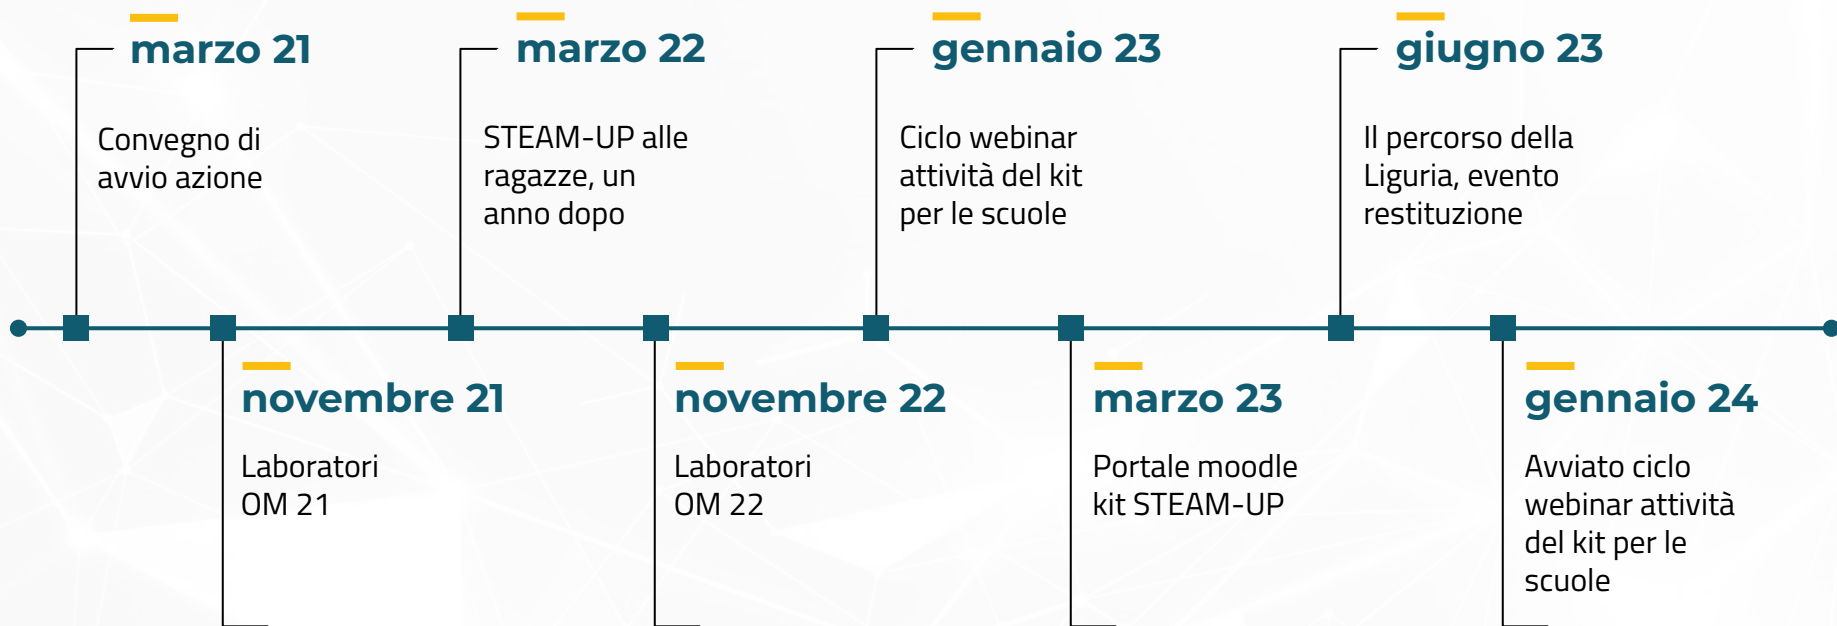 marzo 21
Convegno di
avvio azione
marzo 22
STEAM-UP alle
ragazze, un
anno dopo
gennaio 23
Ciclo webinar
attività del kit
per le scuole
giugno 23
Il percorso della
Liguria, evento
restituzione
novembre 21
Laboratori
OM 21
novembre 22
Laboratori
OM 22
marzo 23
Portale moodle
kit STEAM-UP
gennaio 24
Avviato ciclo
webinar attività
del kit per le
scuole